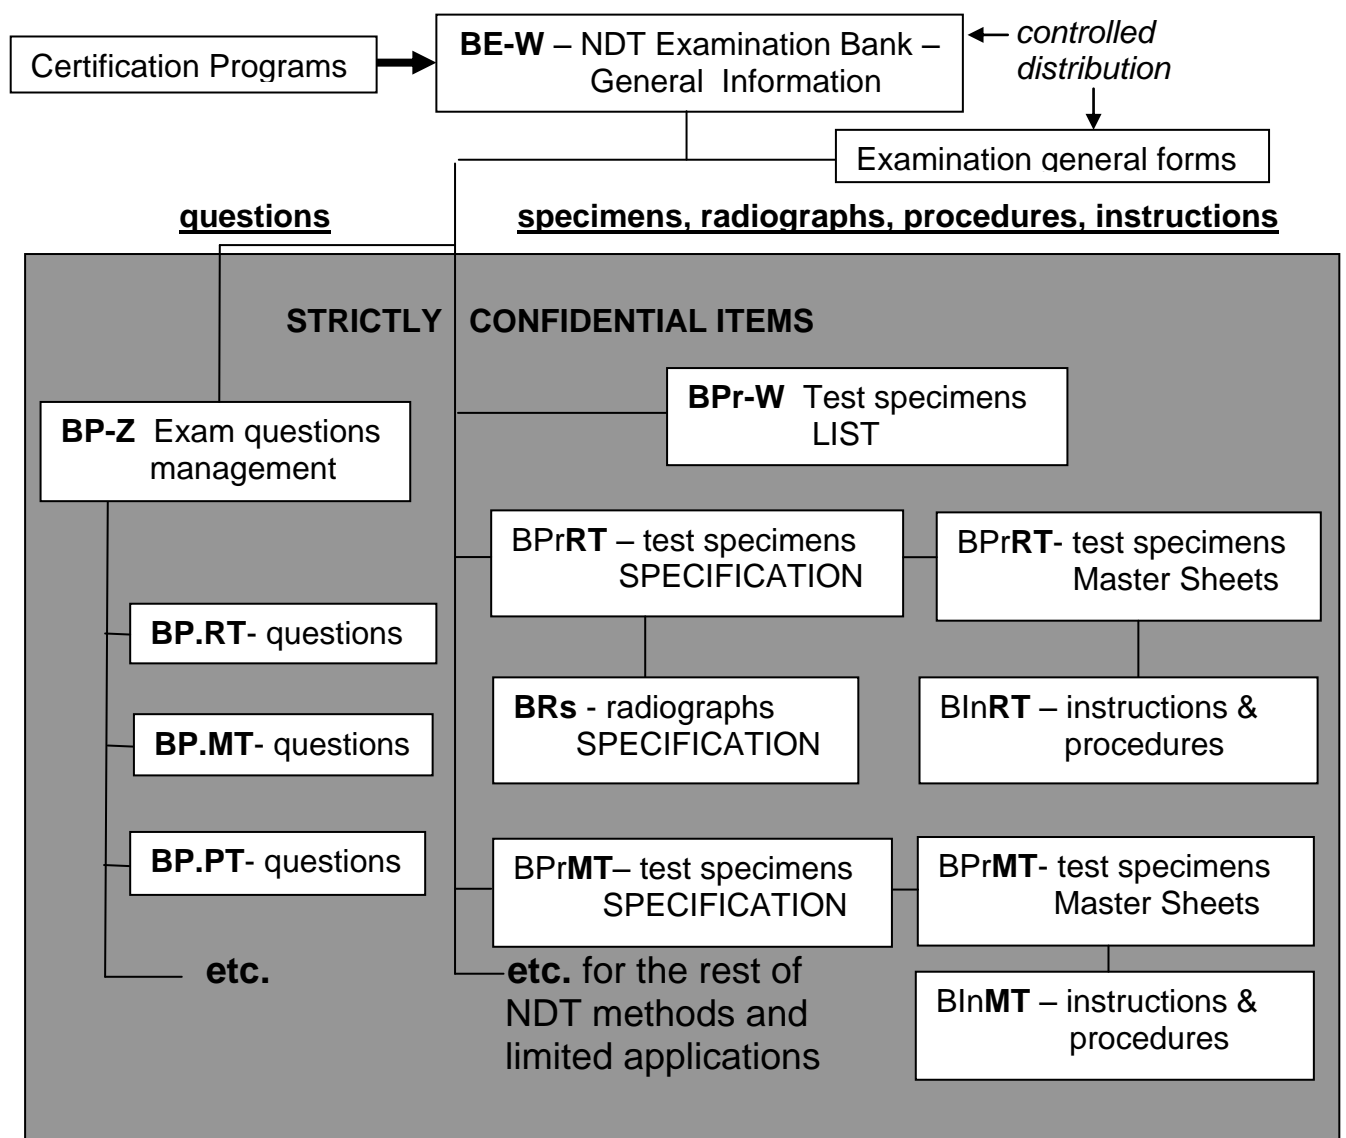 Certification Programs
BE-W – NDT Examination Bank –
General Information
controlled
distribution
Examination general forms
questions
specimens, radiographs, procedures, instructions
STRICTLY CONFIDENTIAL ITEMS
BP-Z Exam questions
management
BP.RT- questions
BP.MT- questions
BP.PT- questions
etc.
BPr-W Test specimens
LIST
BPrRT – test specimens
SPECIFICATION
BPrRT- test specimens
Master Sheets
BRs - radiographs
SPECIFICATION
BInRT – instructions &
procedures
BPrMT– test specimens
SPECIFICATION
BPrMT- test specimens
Master Sheets
etc. for the rest of
NDT methods and
limited applications
BInMT – instructions &
procedures